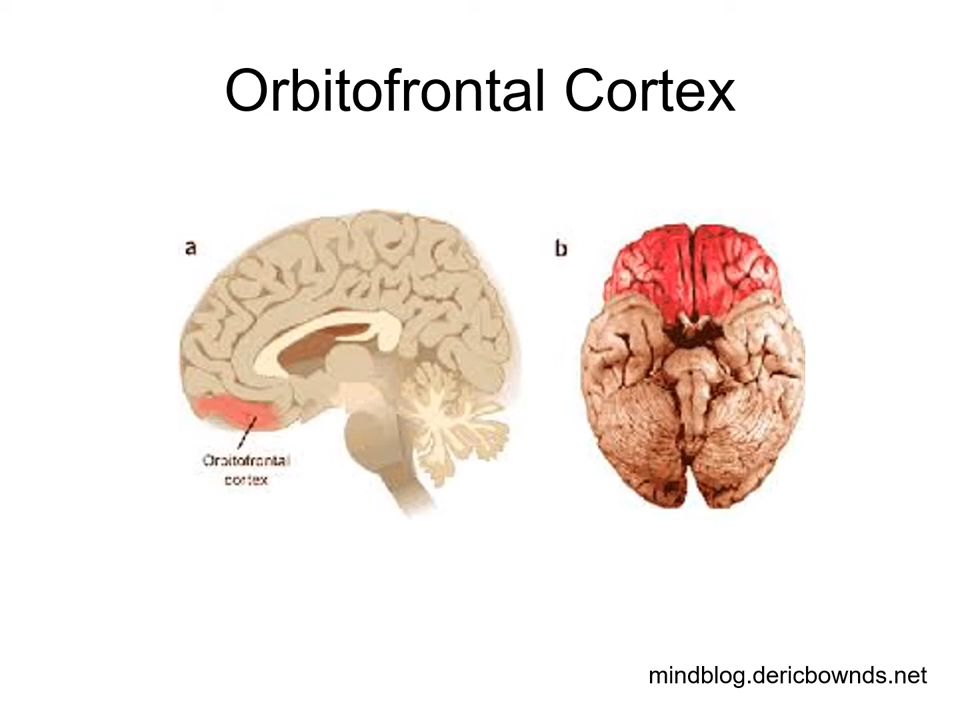 Orbitofrontal Cortex
a
b
Orbitofrontal
cortex
mindblog.dericbownds.net